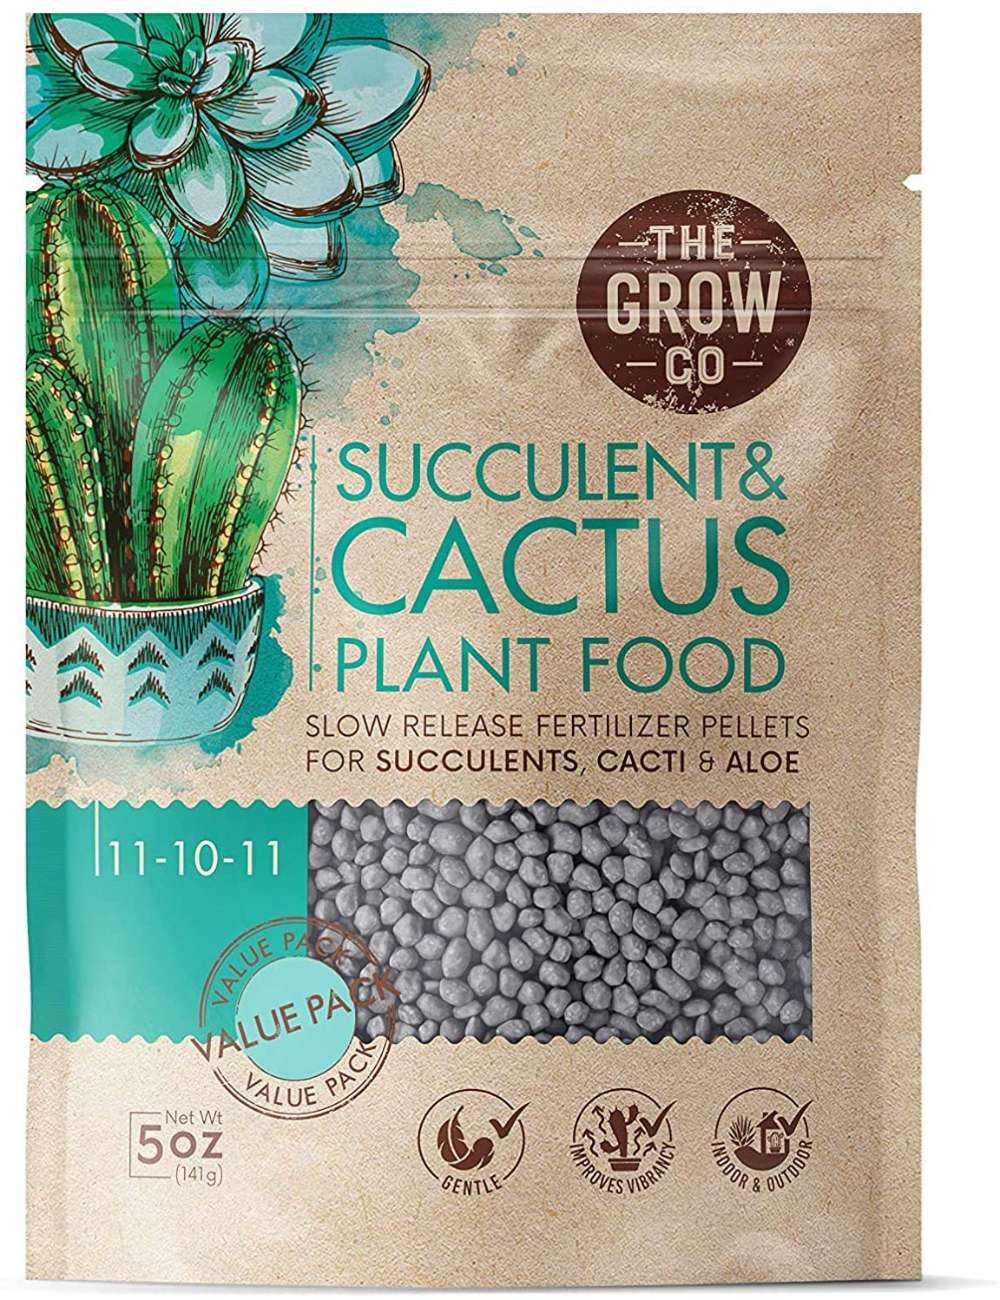 THE
GROW
CO
SUCCULENT&
CACTUS
PLANT FOOD
SLOW RELEASE FERTILIZER PELLETS
FOR SUCCULENTS, CACTI & ALOE
11-10-11
VALUE PACK
VALUE PACK
VALUE PACK
Net Wt
5oz
(141g)
GENTLE
IMPROVES VIBRANCY
INDOOR & OUTDOOR